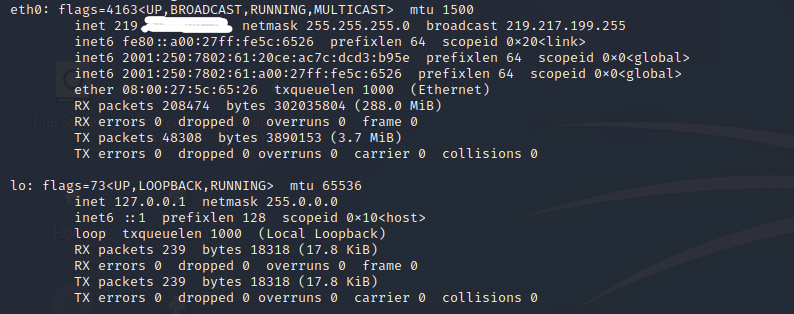 eth0: flags=4163<UP,BROADCAST,RUNNING,MULTICAST>  mtu 1500
inet 219 netmask 255.255.255.0  broadcast 219.217.199.255
inet6 fe80::a00:27ff:fe5c:6526  prefixlen 64  scopeid 0×20<link>
inet6 2001:250:7802:61:20ce:ac7c:dcd3:b95e  prefixlen 64  scopeid 0×0<global>
inet6 2001:250:7802:61:a00:27ff:fe5c:6526  prefixlen 64  scopeid 0×0<global>
ether 08:00:27:5c:65:26  txqueuelen 1000  (Ethernet)
RX packets 208474  bytes 302035804 (288.0 MiB)
RX errors 0  dropped 0  overruns 0  frame 0
TX packets 48308  bytes 3890153 (3.7 MiB)
TX errors 0  dropped 0 overruns 0  carrier 0  collisions 0
lo: flags=73<UP,LOOPBACK,RUNNING>  mtu 65536
inet 127.0.0.1  netmask 255.0.0.0
inet6 ::1  prefixlen 128  scopeid 0×10<host>
loop  txqueuelen 1000  (Local Loopback)
RX packets 239  bytes 18318 (17.8 KiB)
RX errors 0  dropped 0  overruns 0  frame 0
TX packets 239  bytes 18318 (17.8 KiB)
TX errors 0  dropped 0 overruns 0  carrier 0  collisions 0